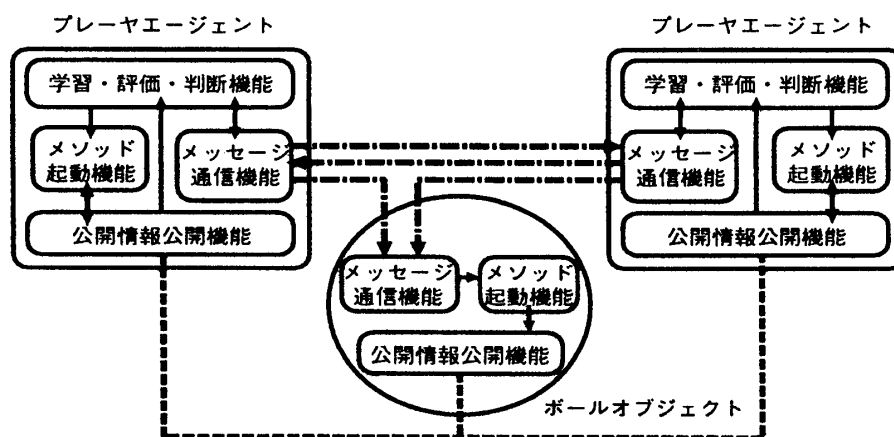 プレーヤエージェント
学習・評価・判断機能
メソッド
起動機能
メッセージ
通信機能
公開情報公開機能
プレーヤエージェント
学習・評価・判断機能
メッセージ
通信機能
メソッド
起動機能
公開情報公開機能
メッセージ
通信機能
メソッド
起動機能
公開情報公開機能
ボールオブジェクト